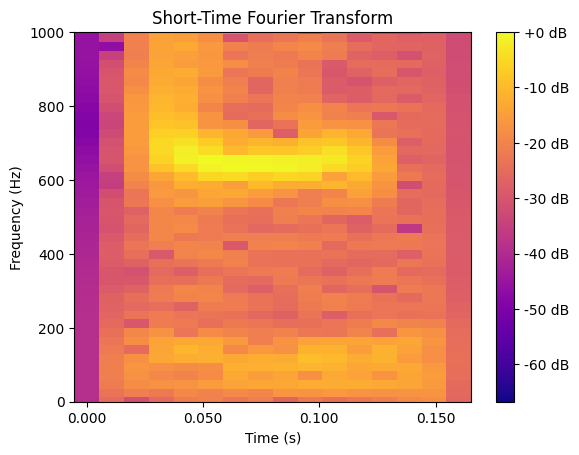 Short-Time Fourier Transform
1000
800
600
400
200
0
Frequency (Hz)
0.000
0.050
0.100
0.150
Time (s)
+0 dB
-10 dB
-20 dB
-30 dB
-40 dB
-50 dB
-60 dB